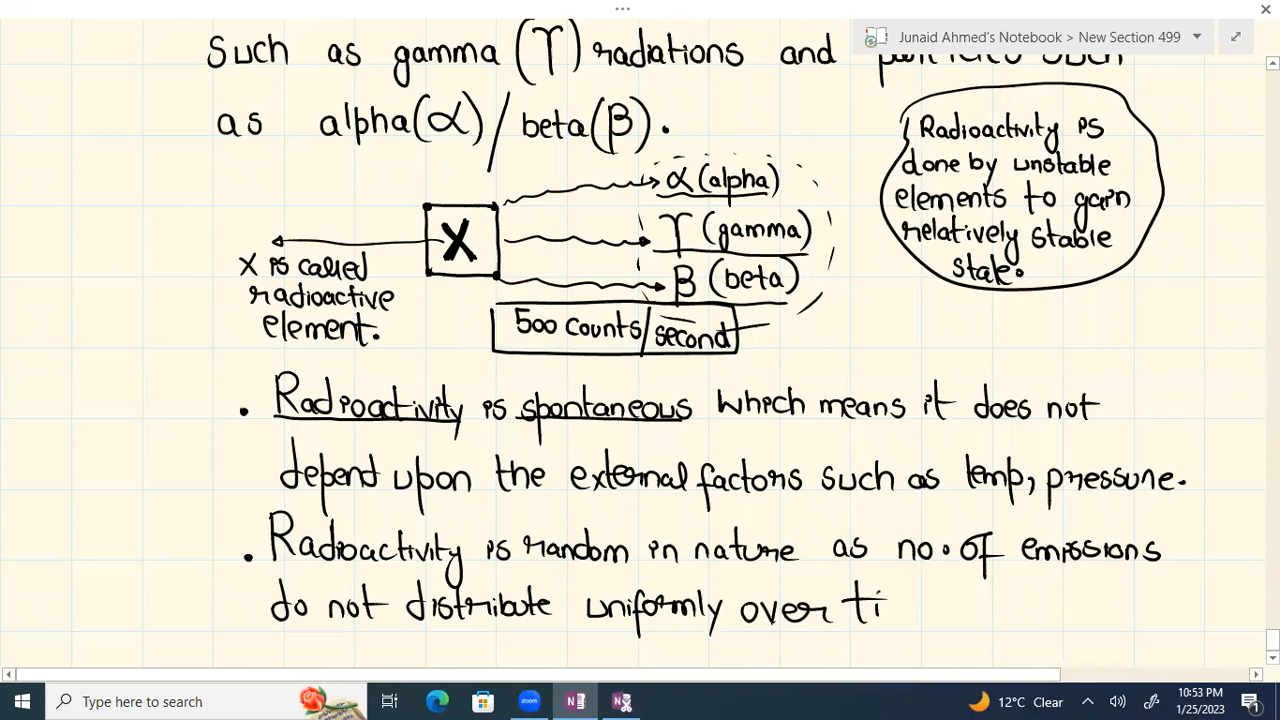 Junaid Ahmed's Notebook > New Section 499
Such as gamma (ϒ) radiations and particles such
as alpha(α)/beta(β).
Radioactivity is
done by unstable
elements to gain
relatively stable
state.
α (alpha)
X
ϒ (gamma)
β (beta)
X is called
radioactive
element.
500 counts/second
. Radioactivity is spontaneous which means it does not
depend upon the external factors such as temp, pressure.
. Radioactivity is random in nature as no. of emissions
do not distribute uniformly over ti
Type here to search
zoom
12°C Clear
10:53 PM
1/25/2023
1